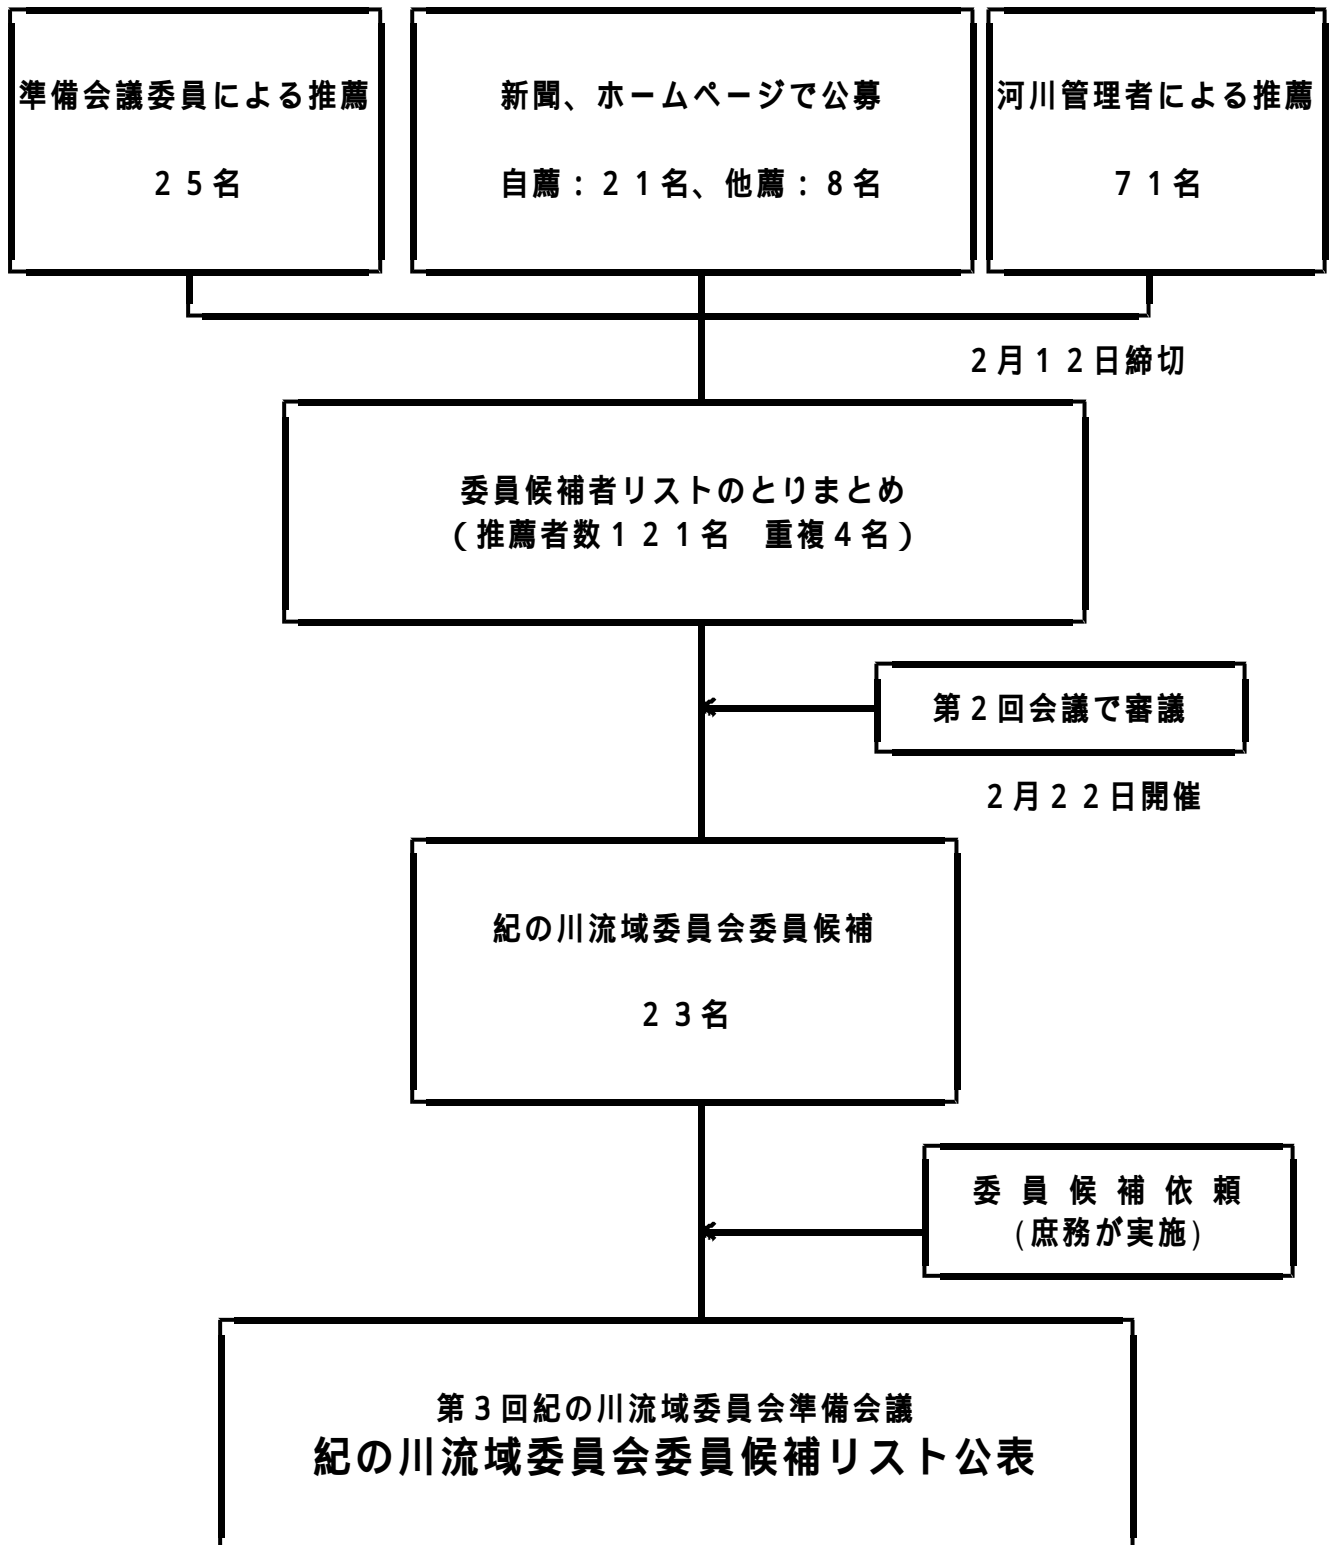 準備会議委員による推薦
２５名
新聞、ホームページで公募
自薦：２１名、他薦：８名
河川管理者による推薦
７１名
２月１２日締切
委員候補者リストのとりまとめ
（推薦者数１２１名　重複４名）
第２回会議で審議
２月２２日開催
紀の川流域委員会委員候補
２３名
委員候補依頼
(庶務が実施)
第３回紀の川流域委員会準備会議
紀の川流域委員会委員候補リスト公表